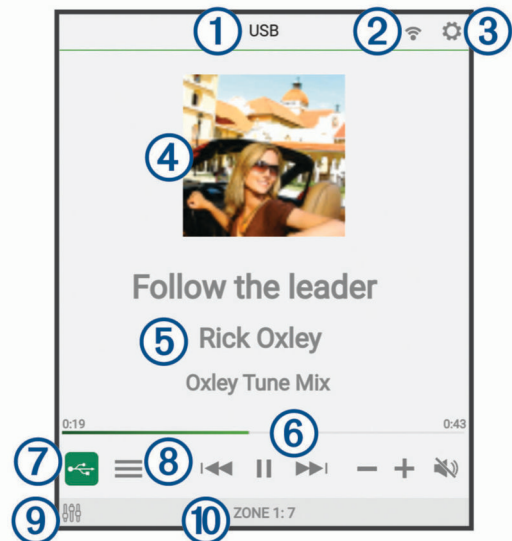 1 USB 2 3
4
Follow the leader
5 Rick Oxley
Oxley Tune Mix
0:19 6 0:43
7 8
9 10 ZONE 1: 7